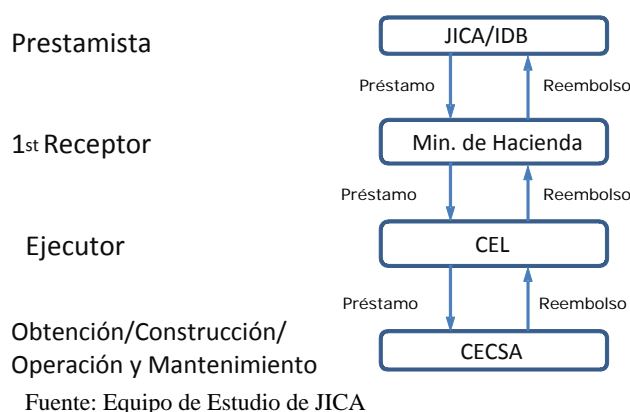 Prestamista
JICA/IDB
Préstamo
Reembolso
1st Receptor
Min. de Hacienda
Préstamo
Reembolso
Ejecutor
CEL
Préstamo
Reembolso
Obtención/Construcción/
Operación y Mantenimiento
CECSA
Fuente: Equipo de Estudio de JICA